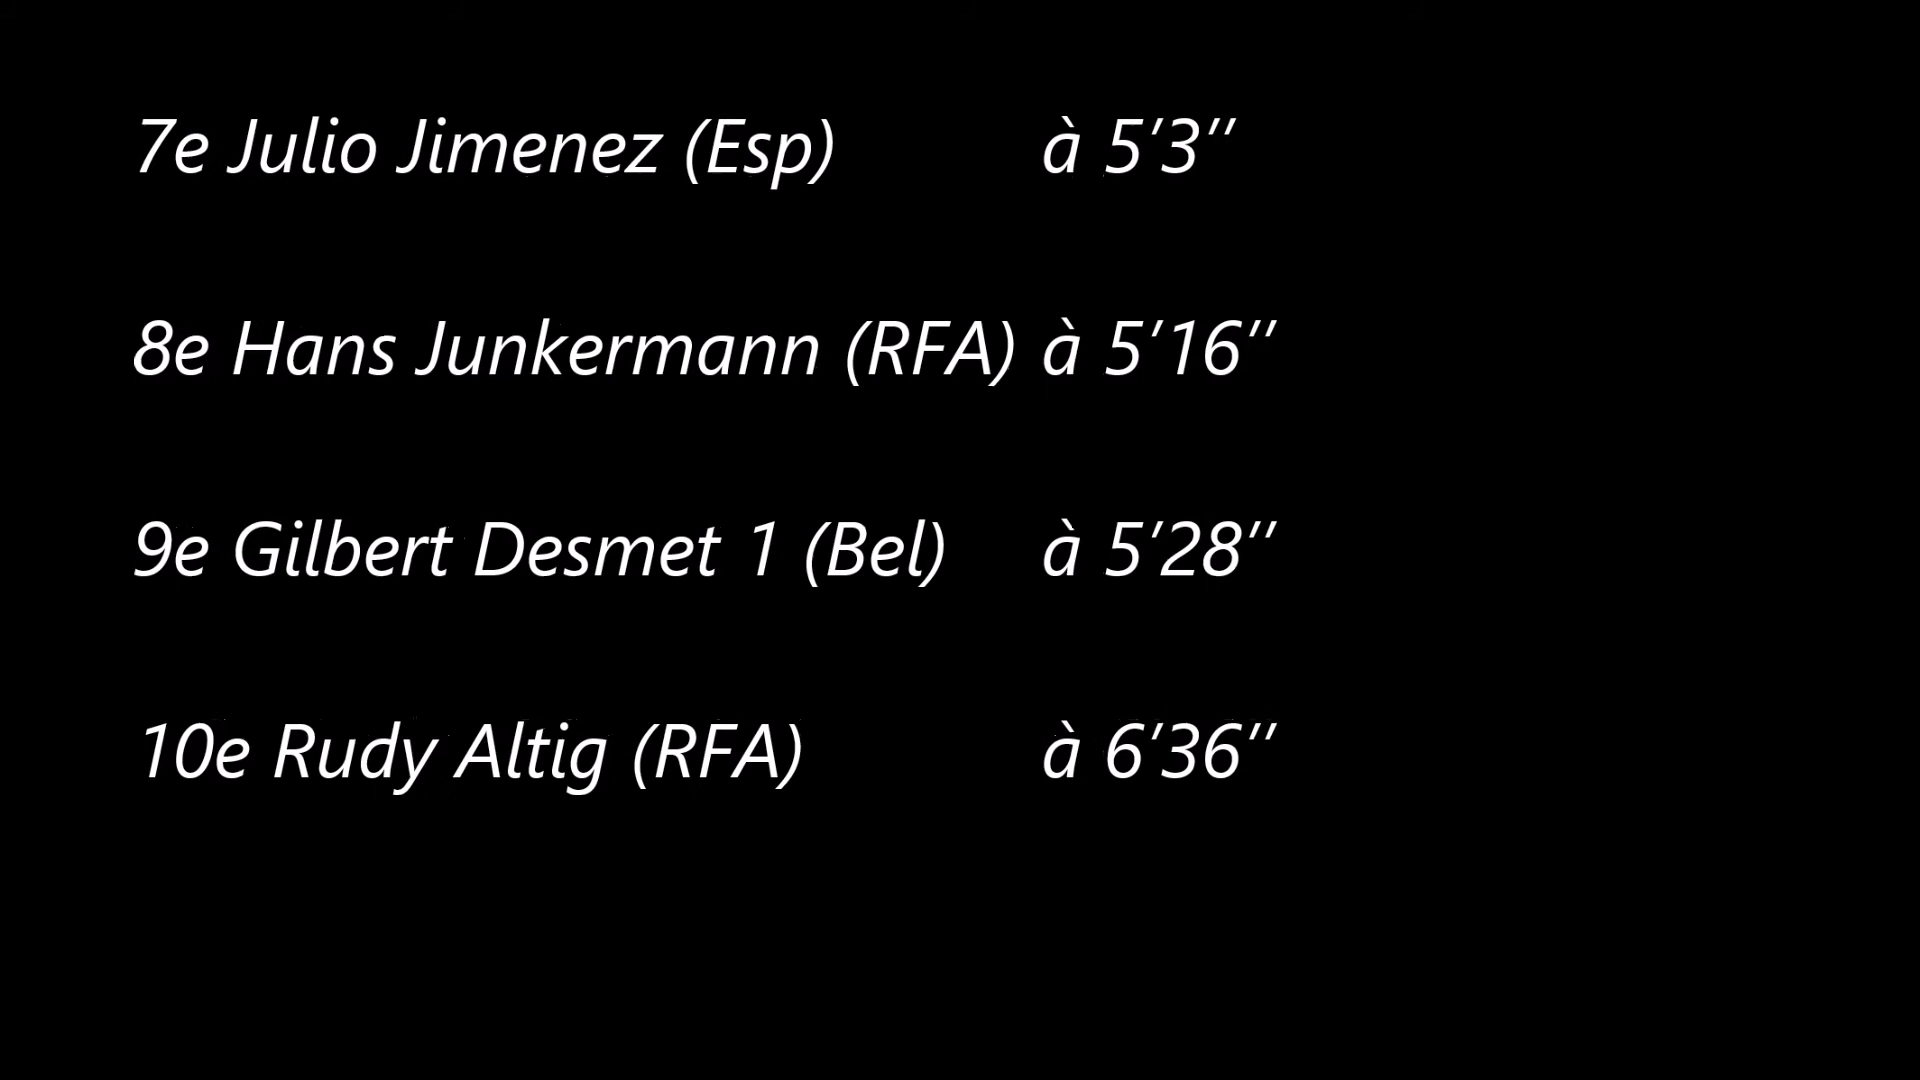 7e Julio Jimenez (Esp) à 5’3’’
8e Hans Junkermann (RFA) à 5’16’’
9e Gilbert Desmet 1 (Bel) à 5’28’’
10e Rudy Altig (RFA) à 6’36’’